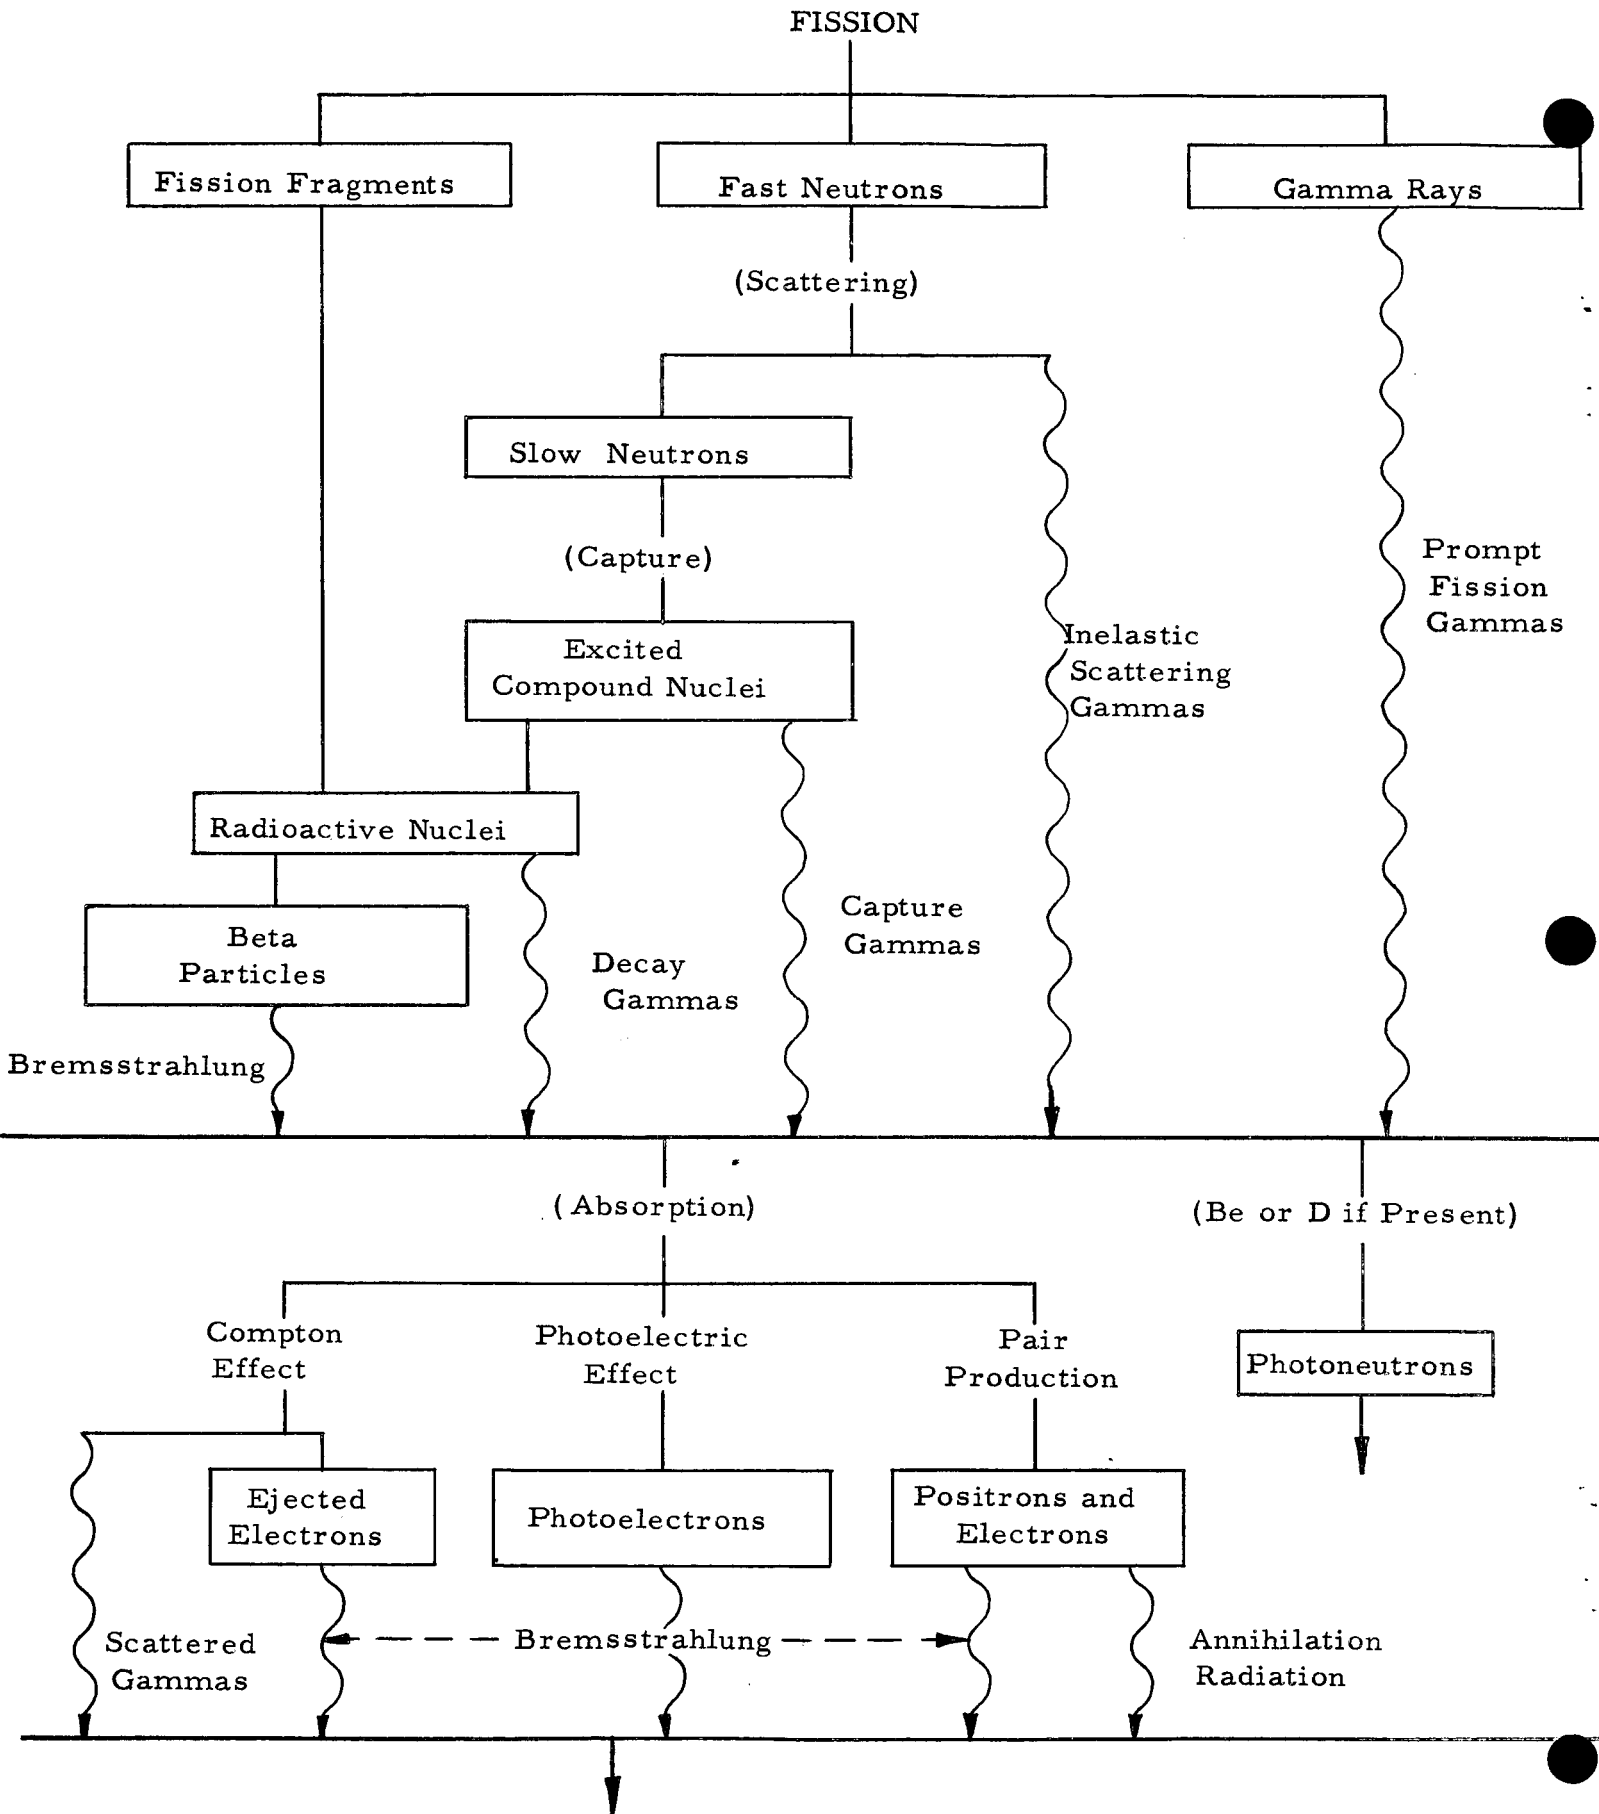 FISSION
Fission Fragments
Fast Neutrons
Gamma Rays
(Scattering)
Slow Neutrons
(Capture)
Prompt
Fission
Gammas
Excited
Compound Nuclei
Inelastic
Scattering
Gammas
Radioactive Nuclei
Capture
Gammas
Beta
Particles
Decay
Gammas
Bremsstrahlung
(Absorption)
(Be or D if Present)
Compton
Effect
Photoelectric
Effect
Pair
Production
Photoneutrons
Ejected
Electrons
Photoelectrons
Positrons and
Electrons
Scattered
Gammas
Bremsstrahlung
Annihilation
Radiation